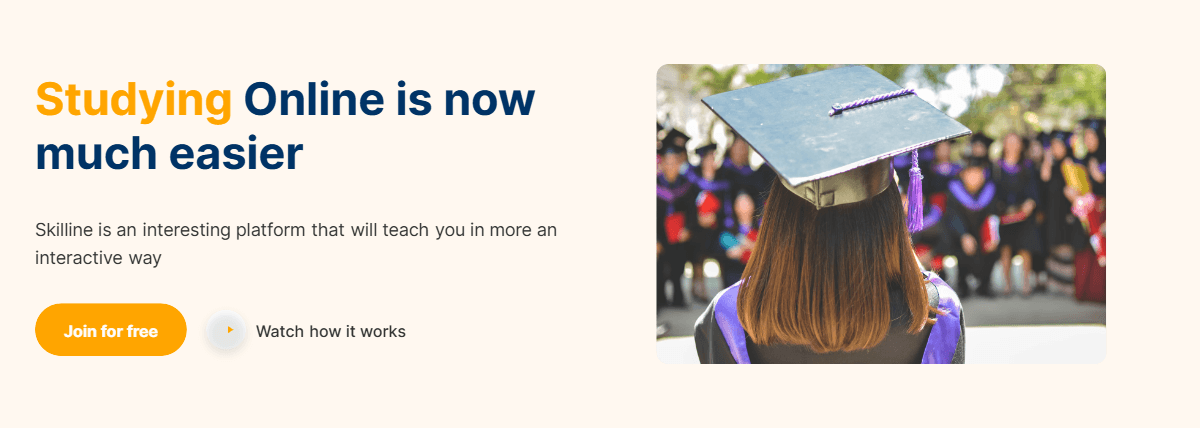 Studying Online is now
much easier
Skilline is an interesting platform that will teach you in more an
interactive way
Join for free
Watch how it works